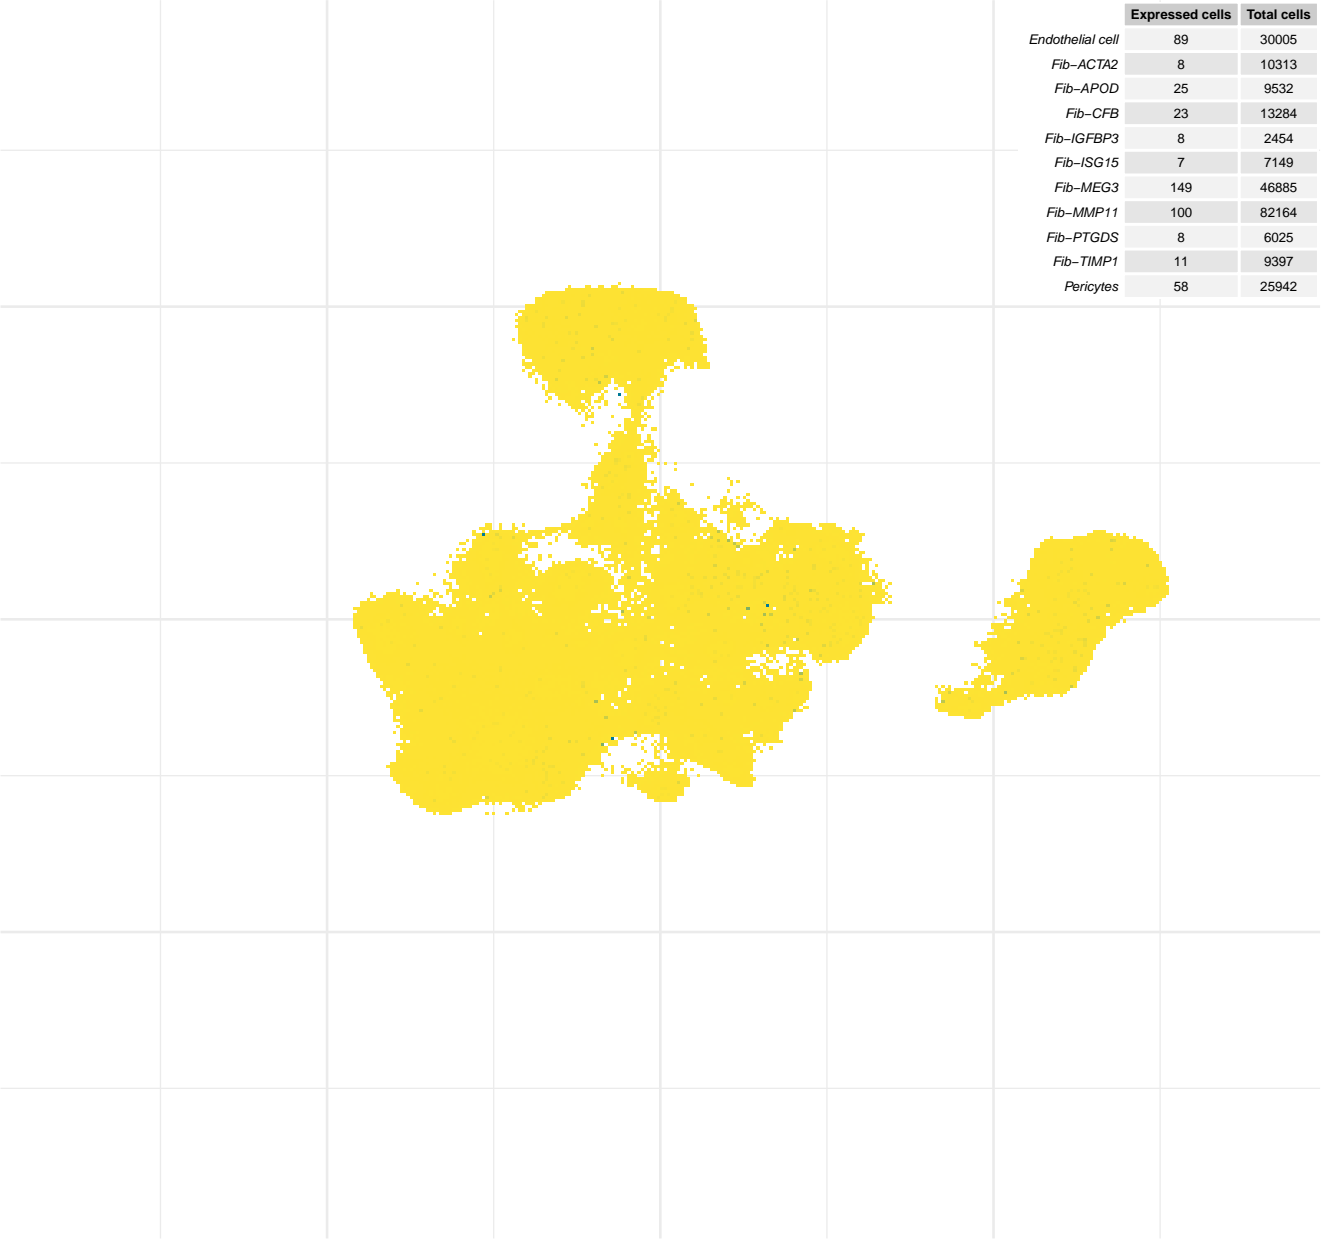 Expressed cells Total cells
Endothelial cell 89 30005
Fib−ACTA2 8 10313
Fib−APOD 25 9532
Fib−CFB 23 13284
Fib−IGFBP3 8 2454
Fib−ISG15 7 7149
Fib−MEG3 149 46885
Fib−MMP11 100 82164
Fib−PTGDS 8 6025
Fib−TIMP1 11 9397
Pericytes 58 25942